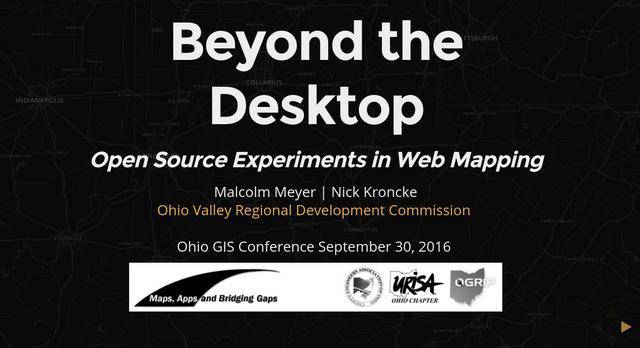 Beyond the
Desktop
Open Source Experiments in Web Mapping
Malcolm Meyer | Nick Kroncke
Ohio Valley Regional Development Commission
Ohio GIS Conference September 30, 2016
Maps, Apps and Bridging Gaps
URISA
OHIO CHAPTER
OGRIP
INDIANAPOLIS
COLUMBUS
DAYTON